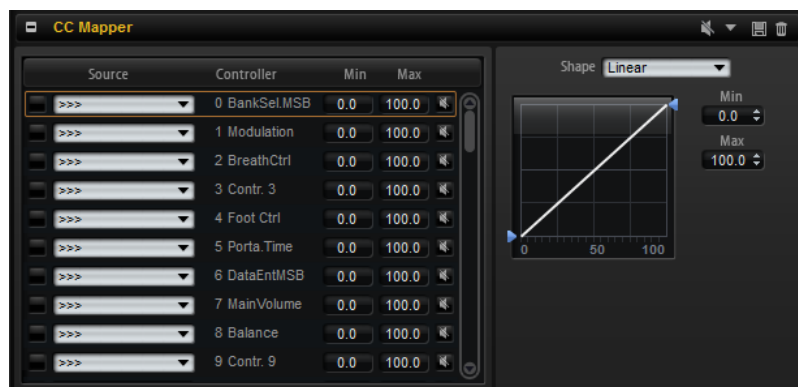 CC Mapper
Source Controller Min Max
>>> 0 BankSel.MSB 0.0 100.0
>>> 1 Modulation 0.0 100.0
>>> 2 BreathCtrl 0.0 100.0
>>> 3 Contr. 3 0.0 100.0
>>> 4 Foot Ctrl 0.0 100.0
>>> 5 Porta.Time 0.0 100.0
>>> 6 DataEntMSB 0.0 100.0
>>> 7 MainVolume 0.0 100.0
>>> 8 Balance 0.0 100.0
>>> 9 Contr. 9 0.0 100.0
Shape Linear
Min
0.0
Max
100.0
0 50 100